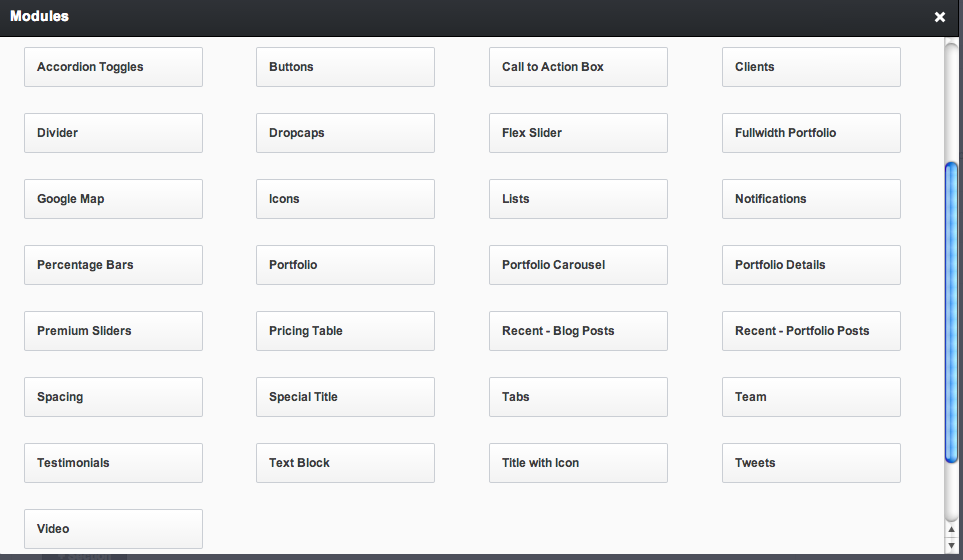 Modules
Accordion Toggles Buttons Call to Action Box Clients
Divider Dropcaps Flex Slider Fullwidth Portfolio
Google Map Icons Lists Notifications
Percentage Bars Portfolio Portfolio Carousel Portfolio Details
Premium Sliders Pricing Table Recent - Blog Posts Recent - Portfolio Posts
Spacing Special Title Tabs Team
Testimonials Text Block Title with Icon Tweets
Video